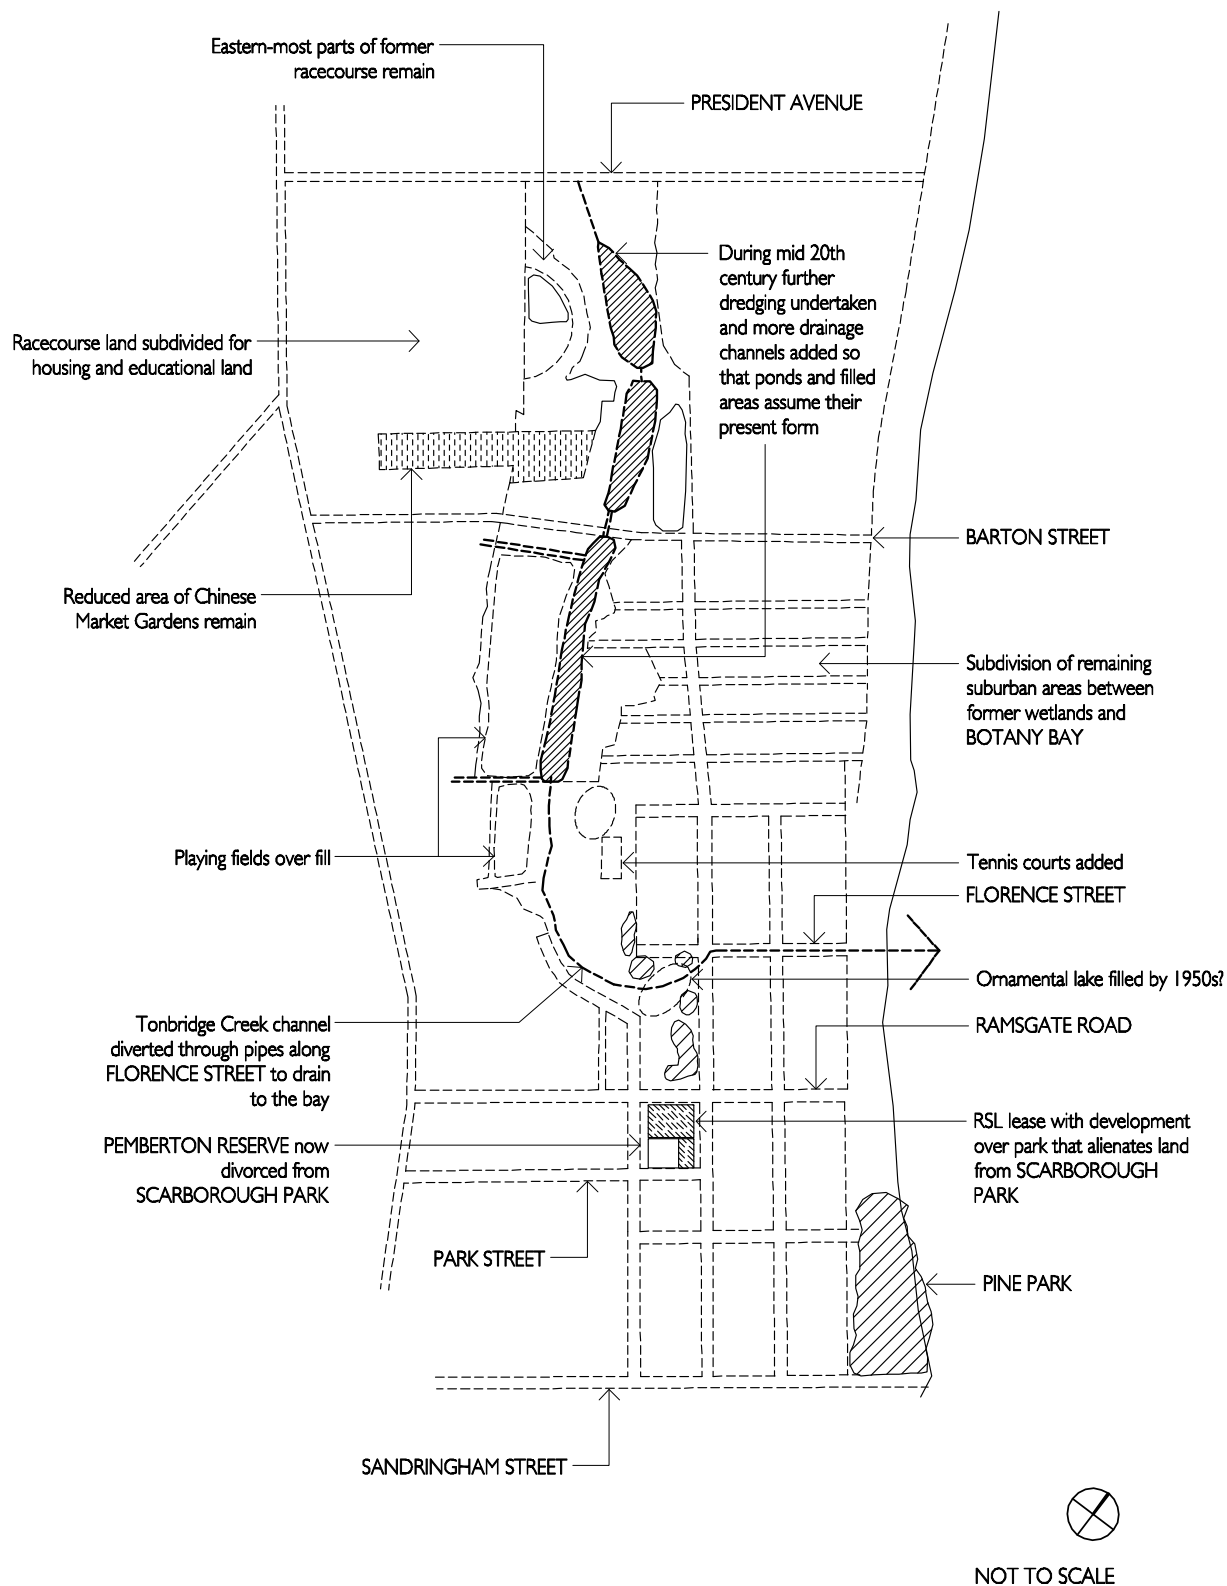 Eastern-most parts of former
racecourse remain
PRESIDENT AVENUE
During mid 20th
century further
dredging undertaken
and more drainage
channels added so
that ponds and filled
areas assume their
present form
Racecourse land subdivided for
housing and educational land
BARTON STREET
Reduced area of Chinese
Market Gardens remain
Subdivision of remaining
suburban areas between
former wetlands and
BOTANY BAY
Playing fields over fill
Tennis courts added
FLORENCE STREET
Ornamental lake filled by 1950s?
Tonbridge Creek channel
diverted through pipes along
FLORENCE STREET to drain
to the bay
RAMSGATE ROAD
PEMBERTON RESERVE now
divorced from
SCARBOROUGH PARK
RSL lease with development
over park that alienates land
from SCARBOROUGH
PARK
PARK STREET
PINE PARK
SANDRINGHAM STREET
NOT TO SCALE